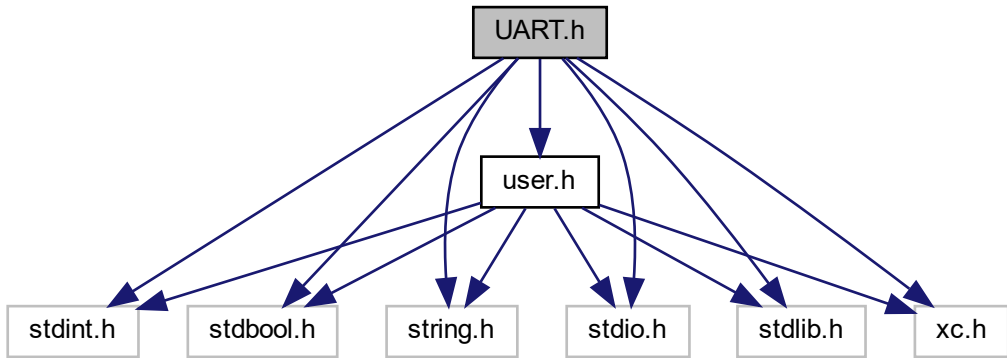 UART.h
user.h
stdint.h
stdbool.h
string.h
stdio.h
stdlib.h
xc.h